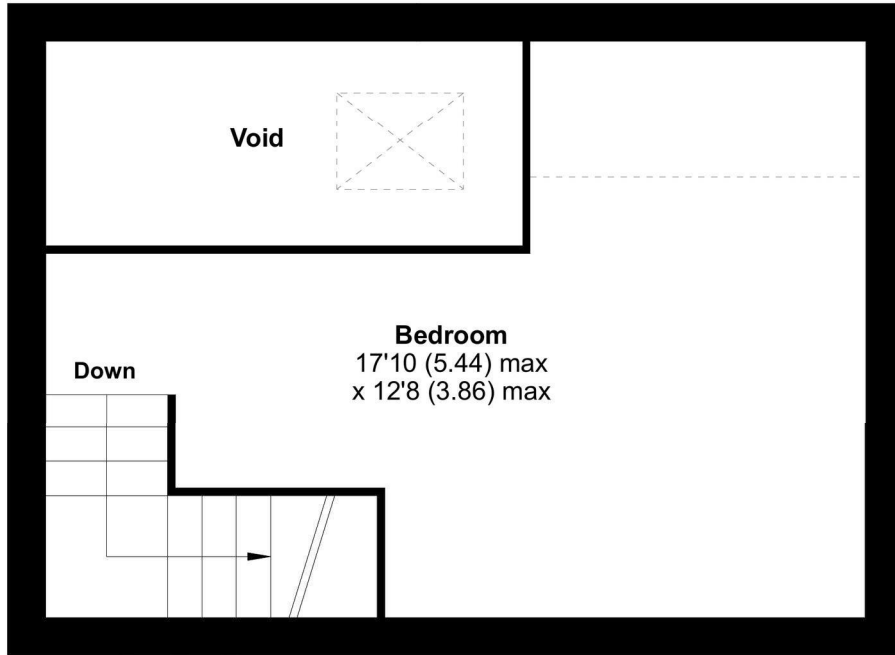 Void
Bedroom
17'10 (5.44) max
x 12'8 (3.86) max
Down